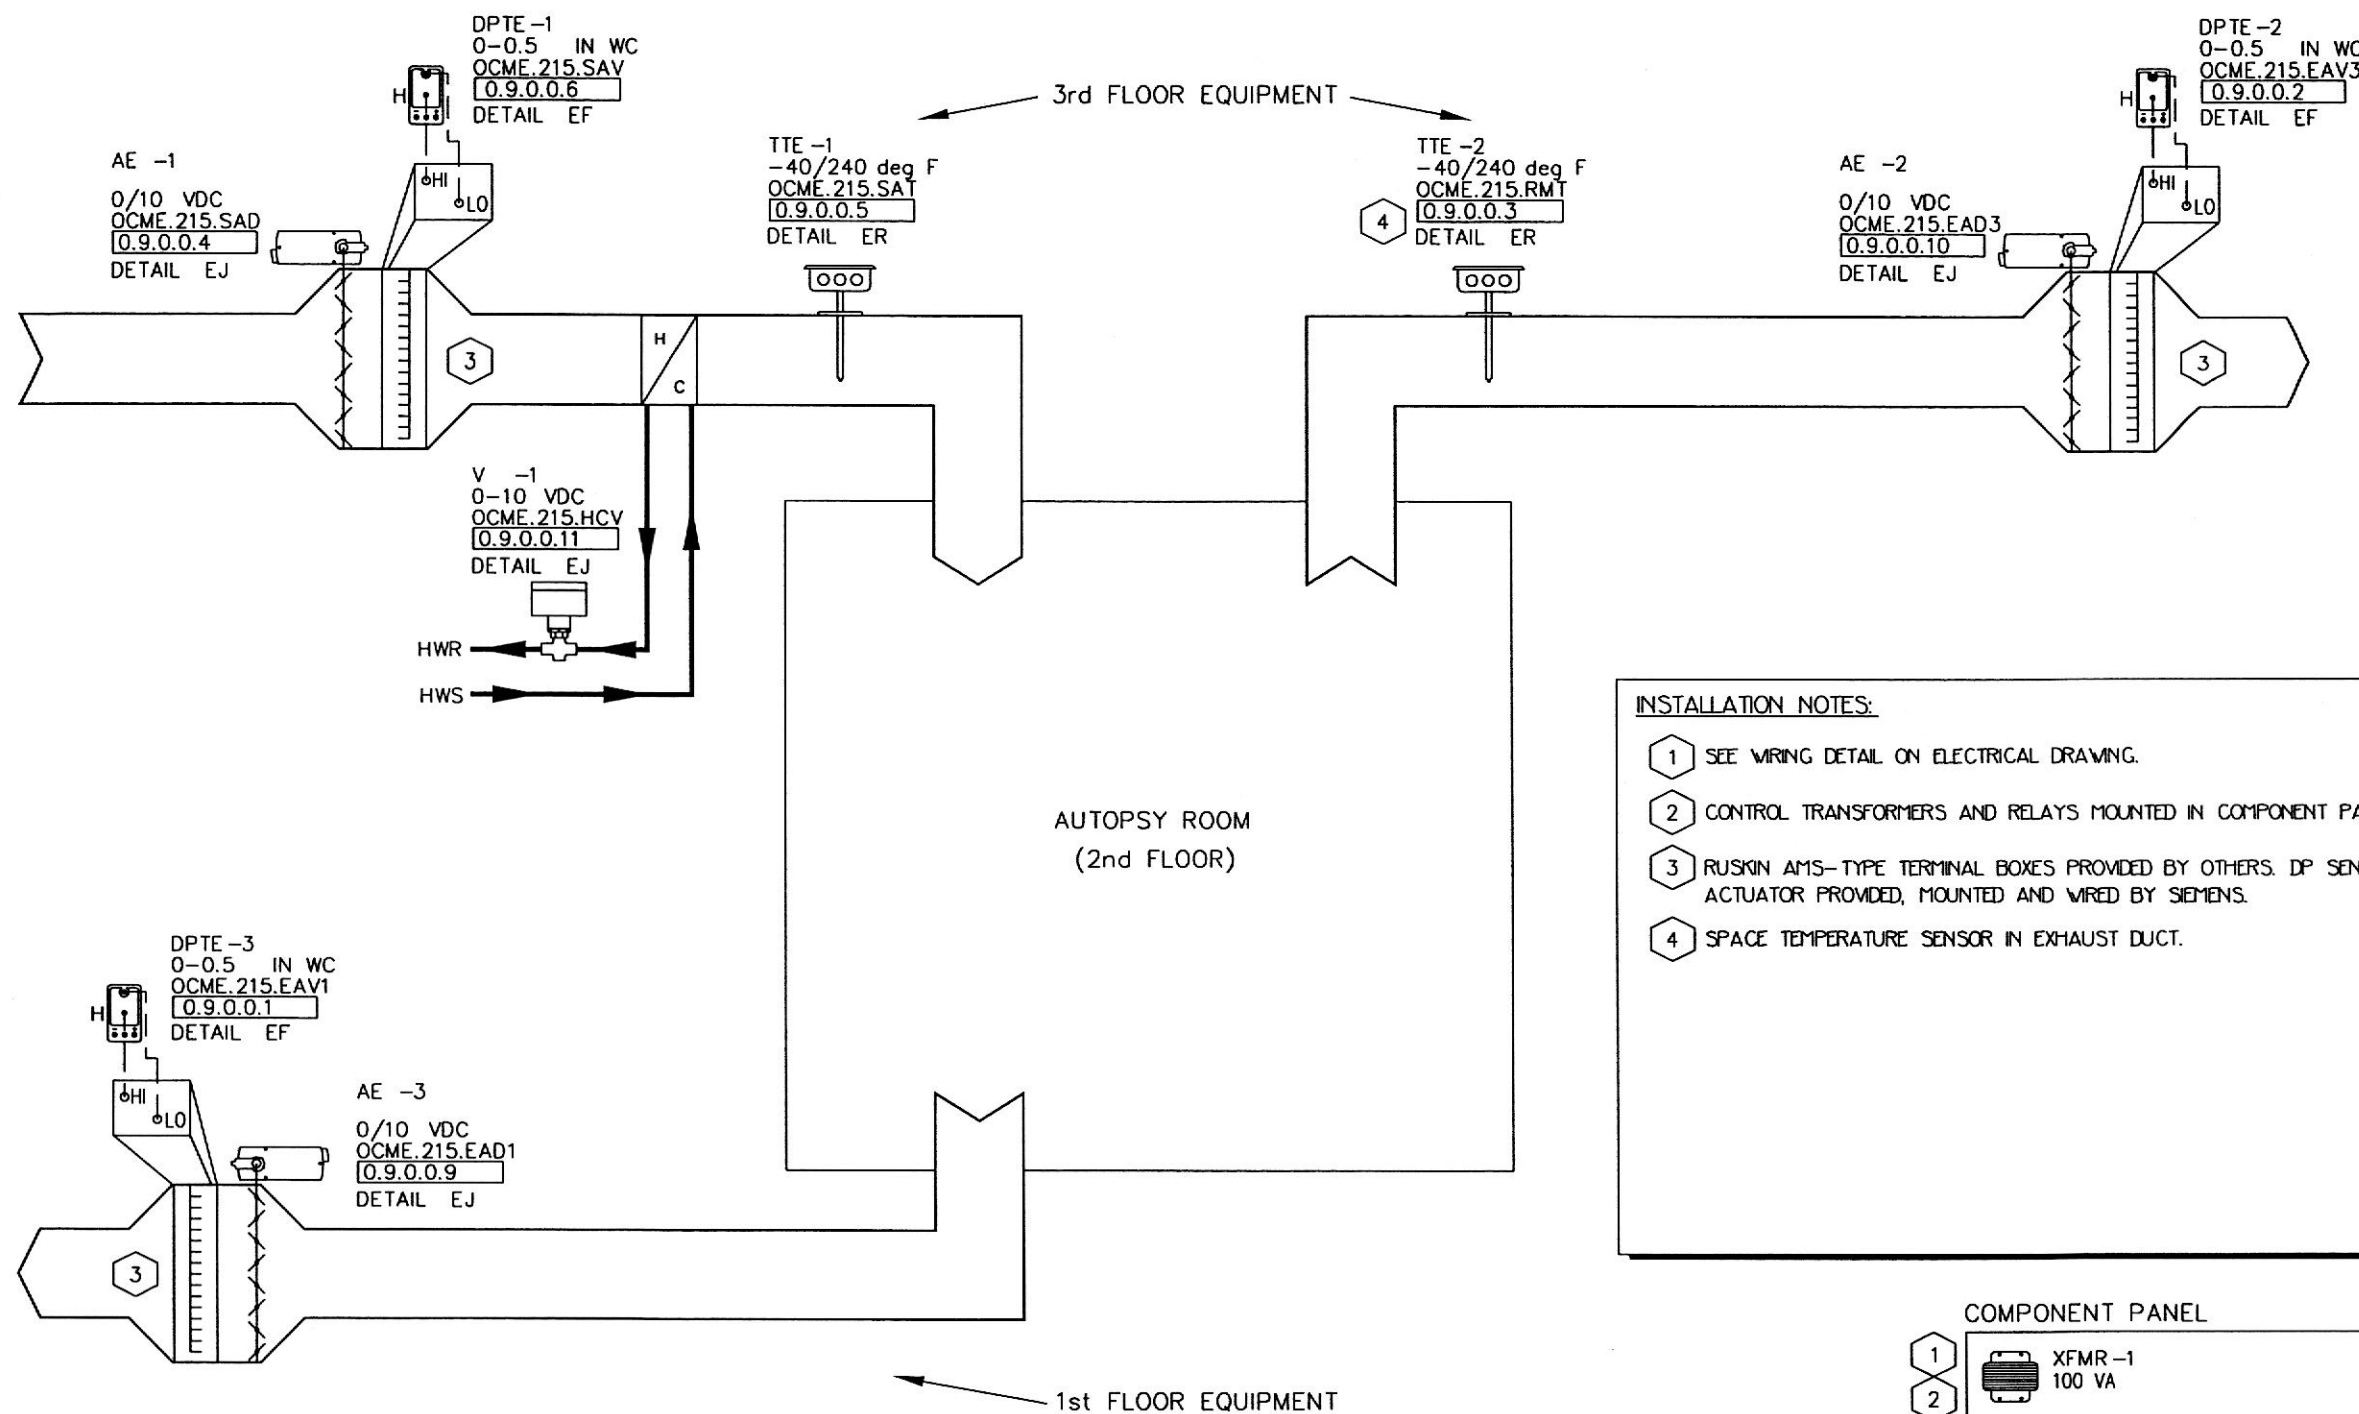 DPTE-1
0-0.5 IN WC
OCME.215.SAV
0.9.0.0.6
DETAIL EF
H
HI
LO
AE -1
0/10 VDC
OCME.215.SAD
0.9.0.0.4
DETAIL EJ
3
3rd FLOOR EQUIPMENT
TTE -1
-40/240 deg F
OCME.215.SAT
0.9.0.0.5
DETAIL ER
TTE -2
-40/240 deg F
OCME.215.RMT
0.9.0.0.3
DETAIL ER
4
DPTE-2
0-0.5 IN WC
OCME.215.EAV3
0.9.0.0.2
DETAIL EF
H
HI
LO
AE -2
0/10 VDC
OCME.215.EAD3
0.9.0.0.10
DETAIL EJ
3
H
C
V -1
0-10 VDC
OCME.215.HCV
0.9.0.0.11
DETAIL EJ
HWR
HWS
AUTOPSY ROOM
(2nd FLOOR)
INSTALLATION NOTES:
1 SEE WIRING DETAIL ON ELECTRICAL DRAWING.
2 CONTROL TRANSFORMERS AND RELAYS MOUNTED IN COMPONENT PA
3 RUSKIN AMS-TYPE TERMINAL BOXES PROVIDED BY OTHERS. DP SEN
ACTUATOR PROVIDED, MOUNTED AND WIRED BY SIEMENS.
4 SPACE TEMPERATURE SENSOR IN EXHAUST DUCT.
DPTE-3
0-0.5 IN WC
OCME.215.EAV1
0.9.0.0.1
DETAIL EF
H
HI
LO
AE -3
0/10 VDC
OCME.215.EAD1
0.9.0.0.9
DETAIL EJ
3
1st FLOOR EQUIPMENT
COMPONENT PANEL
1
2
XFMR-1
100 VA